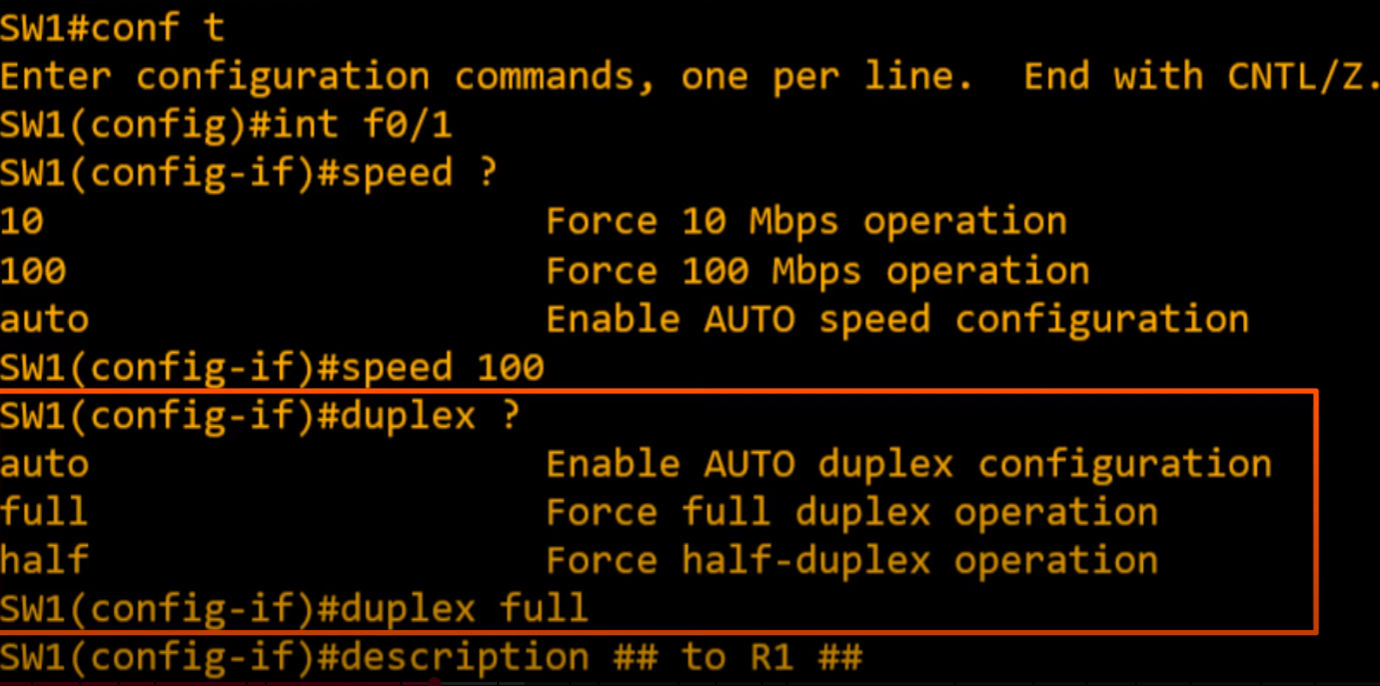 SW1#conf t
Enter configuration commands, one per line.  End with CNTL/Z.
SW1(config)#int f0/1
SW1(config-if)#speed ?
10                    Force 10 Mbps operation
100                   Force 100 Mbps operation
auto                  Enable AUTO speed configuration
SW1(config-if)#speed 100
SW1(config-if)#duplex ?
auto                  Enable AUTO duplex configuration
full                  Force full duplex operation
half                  Force half-duplex operation
SW1(config-if)#duplex full
SW1(config-if)#description ## to R1 ##